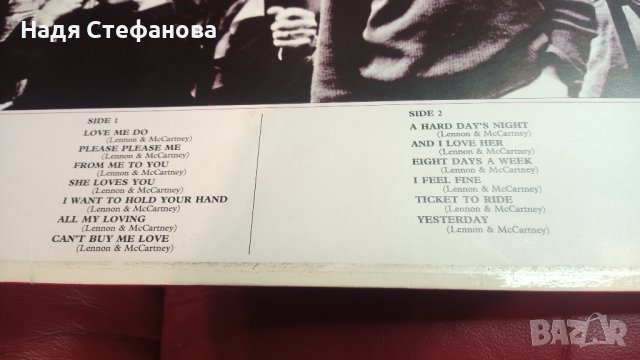 Надя Стефанова
SIDE 1
LOVE ME DO
(Lennon & McCartney)
PLEASE PLEASE ME
(Lennon & McCartney)
FROM ME TO YOU
(Lennon & McCartney)
SHE LOVES YOU
(Lennon & McCartney)
I WANT TO HOLD YOUR HAND
(Lennon & McCartney)
ALL MY LOVING
(Lennon & McCartney)
CAN'T BUY ME LOVE
(Lennon & McCartney)
SIDE 2
A HARD DAY'S NIGHT
(Lennon & McCartney)
AND I LOVE HER
(Lennon & McCartney)
EIGHT DAYS A WEEK
(Lennon & McCartney)
I FEEL FINE
(Lennon & McCartney)
TICKET TO RIDE
(Lennon & McCartney)
YESTERDAY
(Lennon & McCartney)
BAZAR